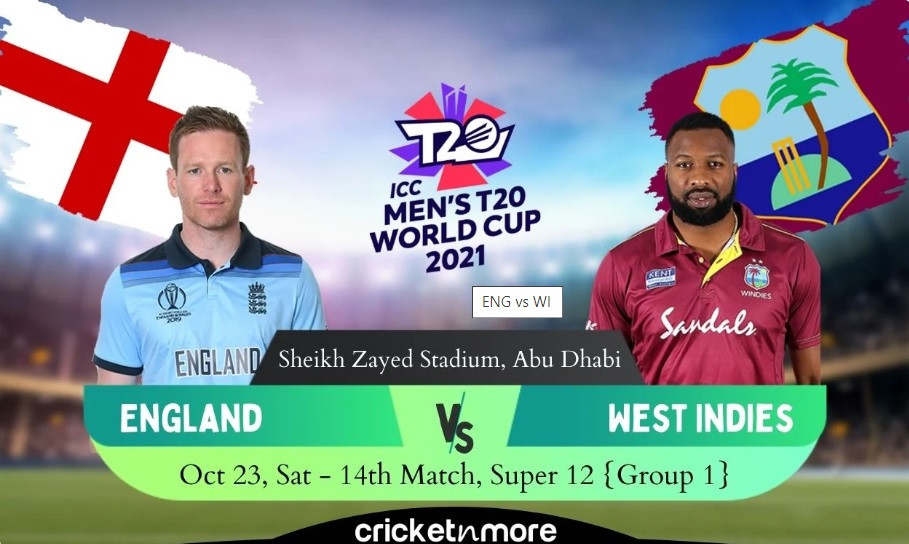 T20
ICC
MEN'S T20
WORLD CUP
2021
ENG vs WI
KENT
WINDIES
2019
Sandals
ENGLAND
Sheikh Zayed Stadium, Abu Dhabi
ENGLAND
VS
WEST INDIES
Oct 23, Sat - 14th Match, Super 12 {Group 1}
cricketnmore